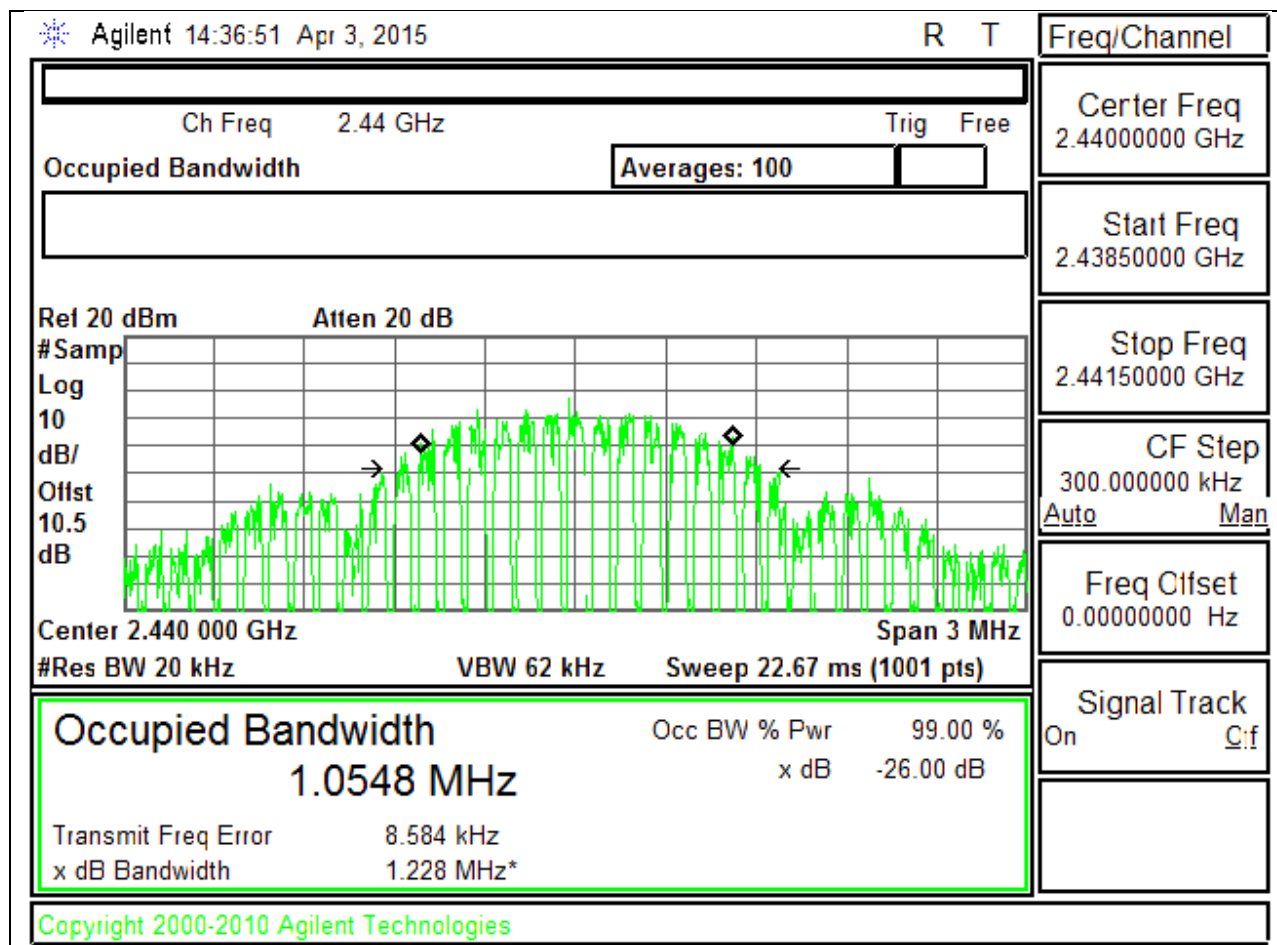 Agilent 14:36:51 Apr 3, 2015 R T
Freq/Channel
Ch Freq 2.44 GHz Trig Free
Occupied Bandwidth Averages: 100
Center Freq
2.44000000 GHz
Start Freq
2.43850000 GHz
Stop Freq
2.44150000 GHz
CF Step
300.000000 kHz
Auto Man
Freq Offset
0.00000000 Hz
Signal Track
On Off
Ref 20 dBm Atten 20 dB
#Samp
Log
10
dB/
Offst
10.5
dB
Center 2.440 000 GHz Span 3 MHz
#Res BW 20 kHz VBW 62 kHz Sweep 22.67 ms (1001 pts)
Occupied Bandwidth Occ BW % Pwr 99.00 %
1.0548 MHz x dB -26.00 dB
Transmit Freq Error 8.584 kHz
x dB Bandwidth 1.228 MHz*
Copyright 2000-2010 Agilent Technologies